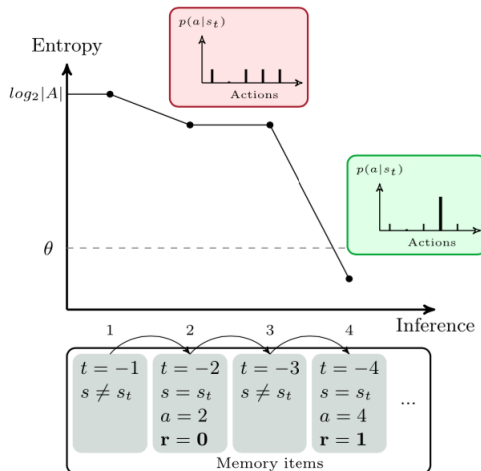 Entropy
p(a|s_t)
Actions
log_2|A|
p(a|s_t)
Actions
θ
Inference
1 2 3 4
t = −1 t = −2 t = −3 t = −4
s ≠ s_t s = s_t s ≠ s_t s = s_t
a = 2 a = 4 ...
r = 0 r = 1
Memory items